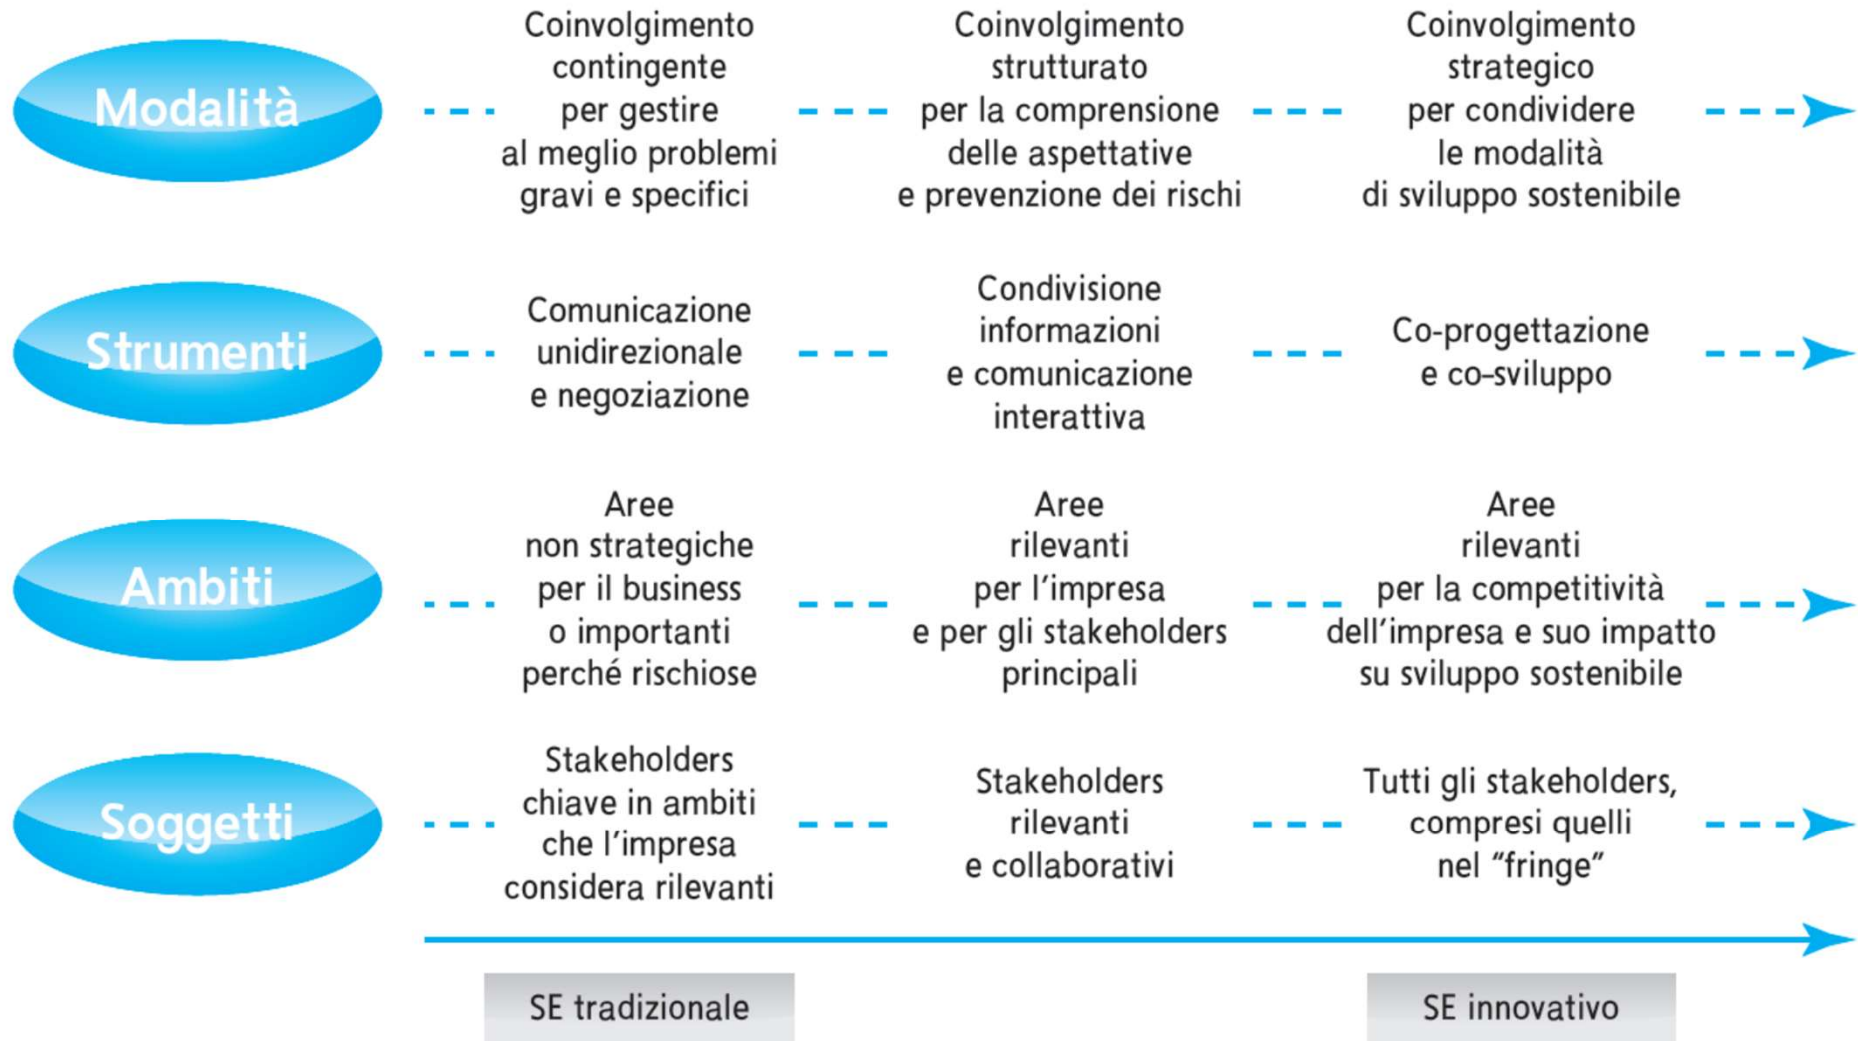 Modalità
Coinvolgimento
contingente
per gestire
al meglio problemi
gravi e specifici
Coinvolgimento
strutturato
per la comprensione
delle aspettative
e prevenzione dei rischi
Coinvolgimento
strategico
per condividere
le modalità
di sviluppo sostenibile
Strumenti
Comunicazione
unidirezionale
e negoziazione
Condivisione
informazioni
e comunicazione
interattiva
Co-progettazione
e co-sviluppo
Ambiti
Aree
non strategiche
per il business
o importanti
perché rischiose
Aree
rilevanti
per l'impresa
e per gli stakeholders
principali
Aree
rilevanti
per la competitività
dell'impresa e suo impatto
su sviluppo sostenibile
Soggetti
Stakeholders
chiave in ambiti
che l'impresa
considera rilevanti
Stakeholders
rilevanti
e collaborativi
Tutti gli stakeholders,
compresi quelli
nel “fringe”
SE tradizionale
SE innovativo